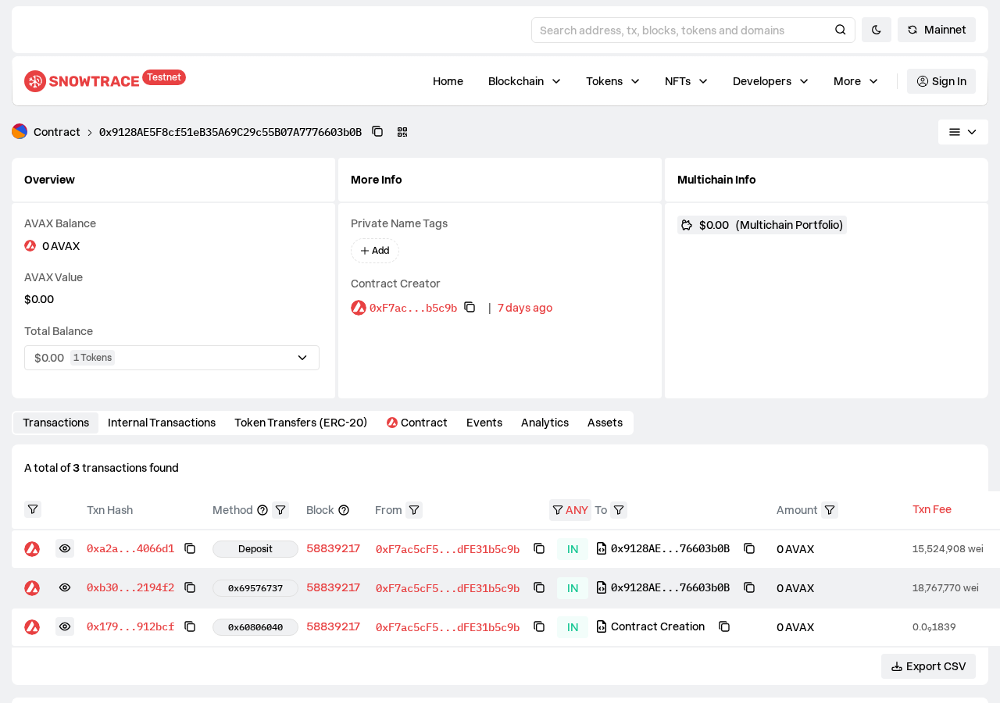 Search address, tx, blocks, tokens and domains
Mainnet
SNOWTRACE Testnet
Home Blockchain Tokens NFTs Developers More Sign In
Contract 0x9128AE5F8cf51eB35A69C29c55B07A7776603b0B
Overview
AVAX Balance
0 AVAX
AVAX Value
$0.00
Total Balance
$0.00 1 Tokens
More Info
Private Name Tags
+ Add
Contract Creator
0xF7ac...b5c9b | 7 days ago
Multichain Info
$0.00 (Multichain Portfolio)
Transactions Internal Transactions Token Transfers (ERC-20) Contract Events Analytics Assets
A total of 3 transactions found
Txn Hash Method Block From ANY To Amount Txn Fee
0xa2a...4066d1 Deposit 58839217 0xF7ac5cF5...dFE31b5c9b IN 0x9128AE...76603b0B 0 AVAX 15,524,908 wei
0xb30...2194f2 0x69576737 58839217 0xF7ac5cF5...dFE31b5c9b IN 0x9128AE...76603b0B 0 AVAX 18,767,770 wei
0x179...912bcf 0x60806040 58839217 0xF7ac5cF5...dFE31b5c9b IN Contract Creation 0 AVAX 0.0₉1839
Export CSV